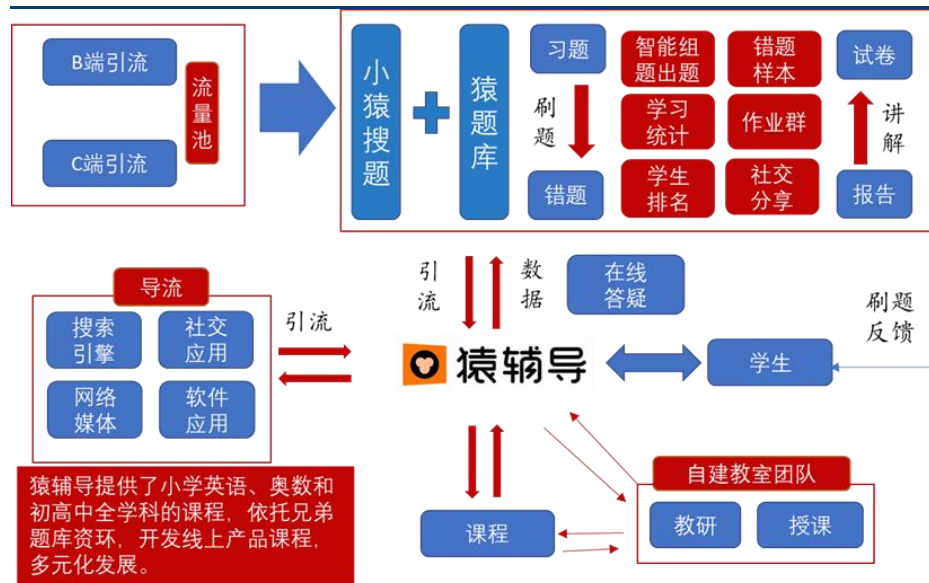 B端引流
C端引流
流
量
池
小
猿
搜
题
猿
题
库
习题
刷
题
错题
智能组
题出题
错题
样本
学习
统计
作业群
学生
排名
社交
分享
试卷
讲
解
报告
导流
搜索
引擎
社交
应用
网络
媒体
软件
应用
引流
引
流
数
据
在线
答疑
猿辅导
学生
刷题
反馈
猿辅导提供了小学英语、奥数和
初高中全学科的课程，依托兄弟
题库资环，开发线上产品课程，
多元化发展。
课程
自建教室团队
教研
授课